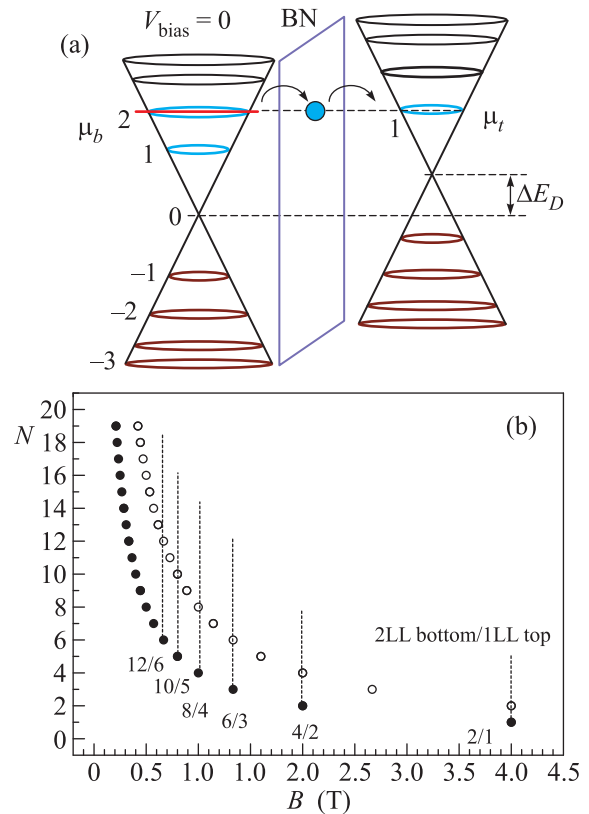 (a)
V_bias = 0
BN
2
μ_b
1
1
μ_t
0
ΔE_D
−1
−2
−3
(b)
N
20
18
16
14
12
10
8
6
4
2
0
2LL bottom/1LL top
12/6
10/5
8/4
6/3
4/2
2/1
0 0.5 1.0 1.5 2.0 2.5 3.0 3.5 4.0 4.5
B (T)